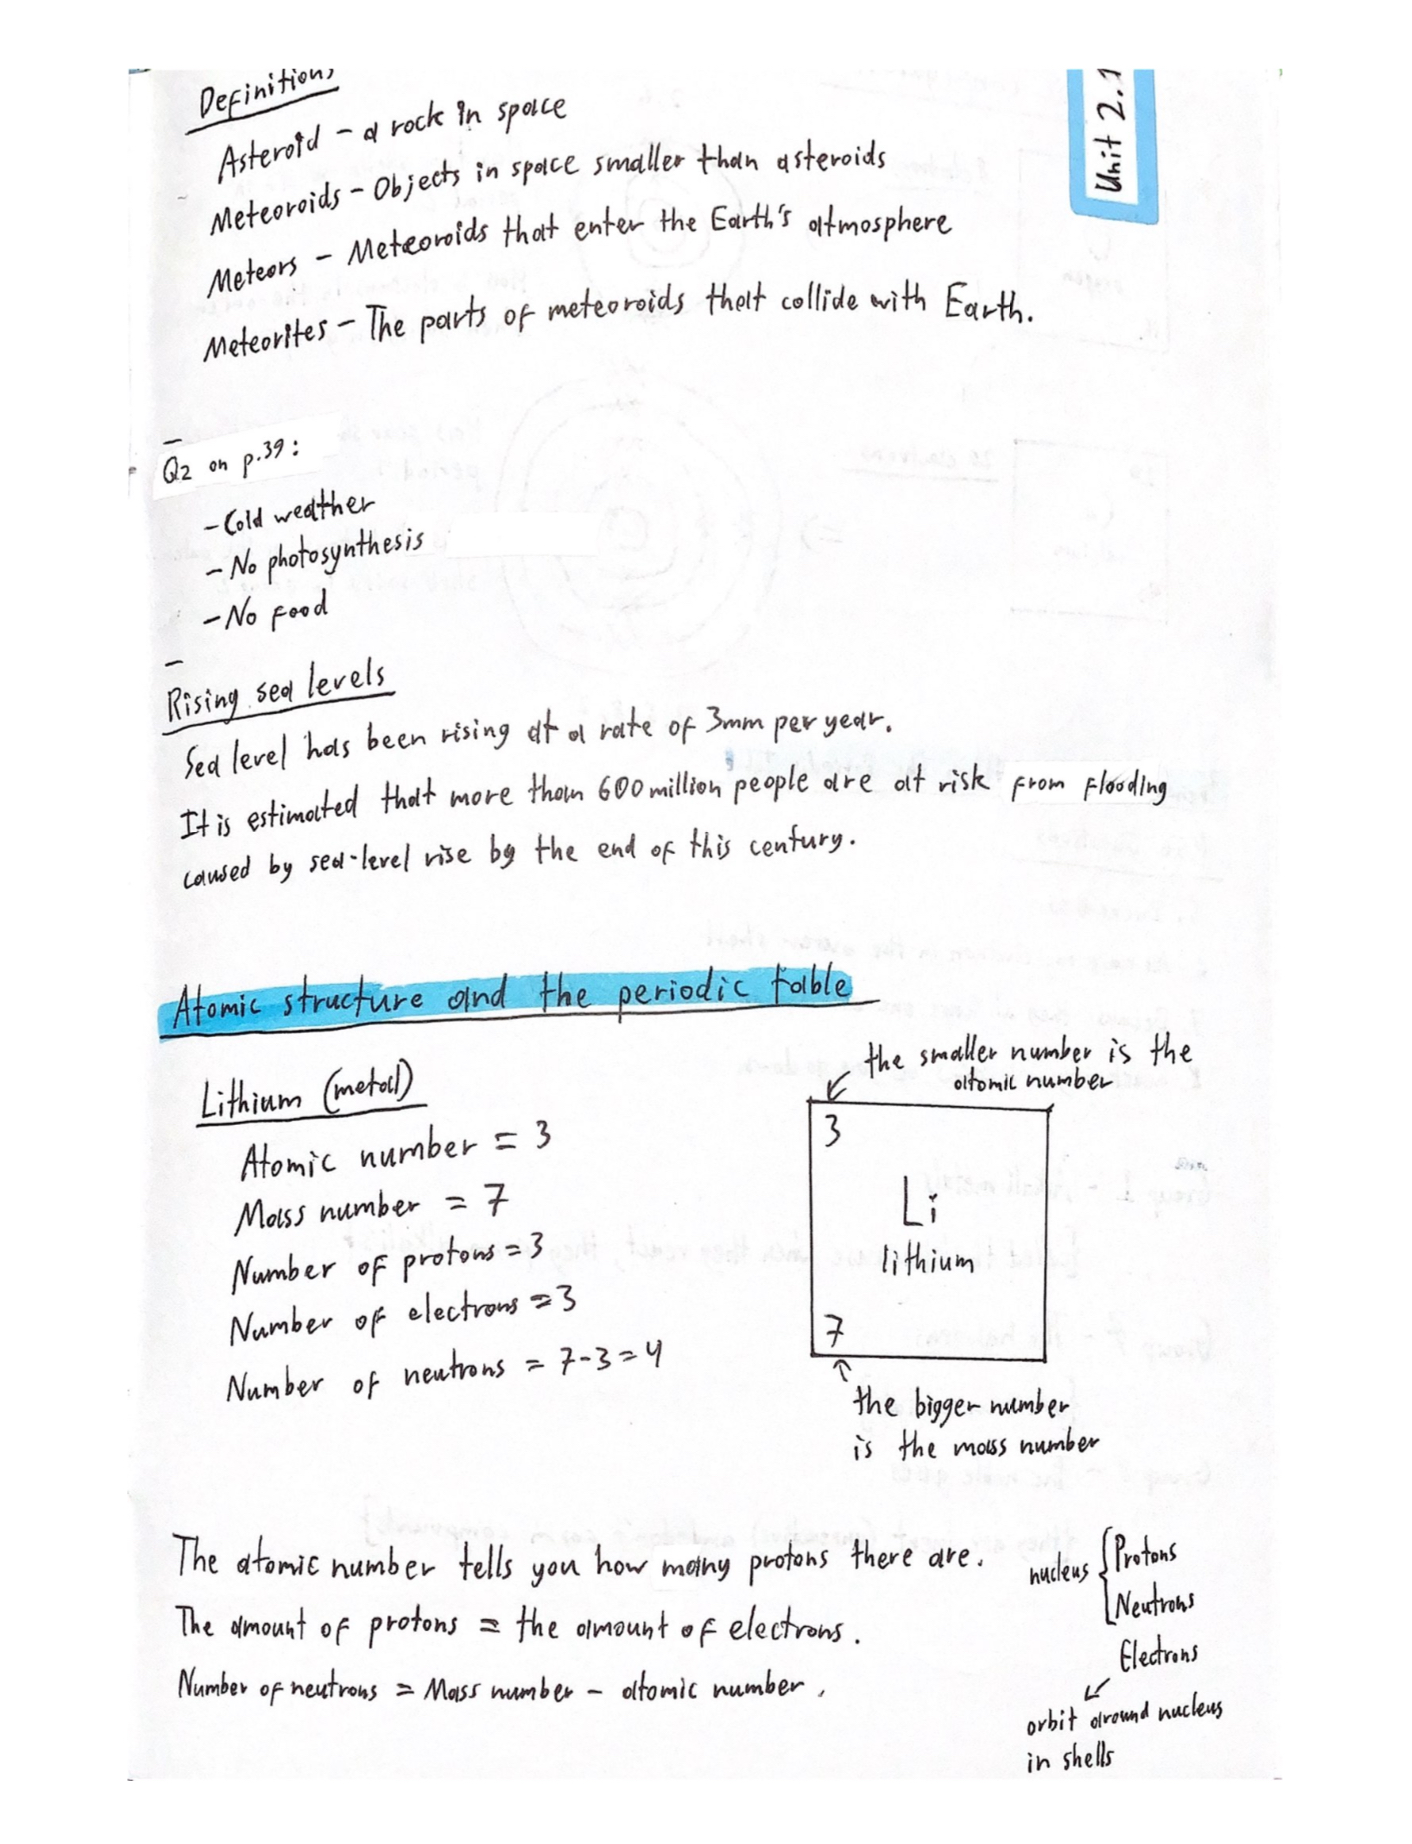 Definitions
Unit 2.1
Asteroid - a rock in space
Meteoroids - Objects in space smaller than asteroids
Meteors - Meteoroids that enter the Earth's atmosphere
Meteorites - The parts of meteoroids that collide with Earth.
Q2 on p.39:
- Cold weather
- No photosynthesis
- No food
Rising sea levels
Sea level has been rising at a rate of 3mm per year.
It is estimated that more than 600 million people are at risk from flooding
caused by sea-level rise by the end of this century.
Atomic structure and the periodic table
Lithium (metal)
Atomic number = 3
Mass number = 7
Number of protons = 3
Number of electrons = 3
Number of neutrons = 7-3=4
the smaller number is the
atomic number
3
Li
lithium
7
the bigger number
is the mass number
The atomic number tells you how many protons there are.
The amount of protons = the amount of electrons.
Number of neutrons = Mass number - atomic number.
nucleus { Protons
Neutrons
Electrons
orbit around nucleus
in shells